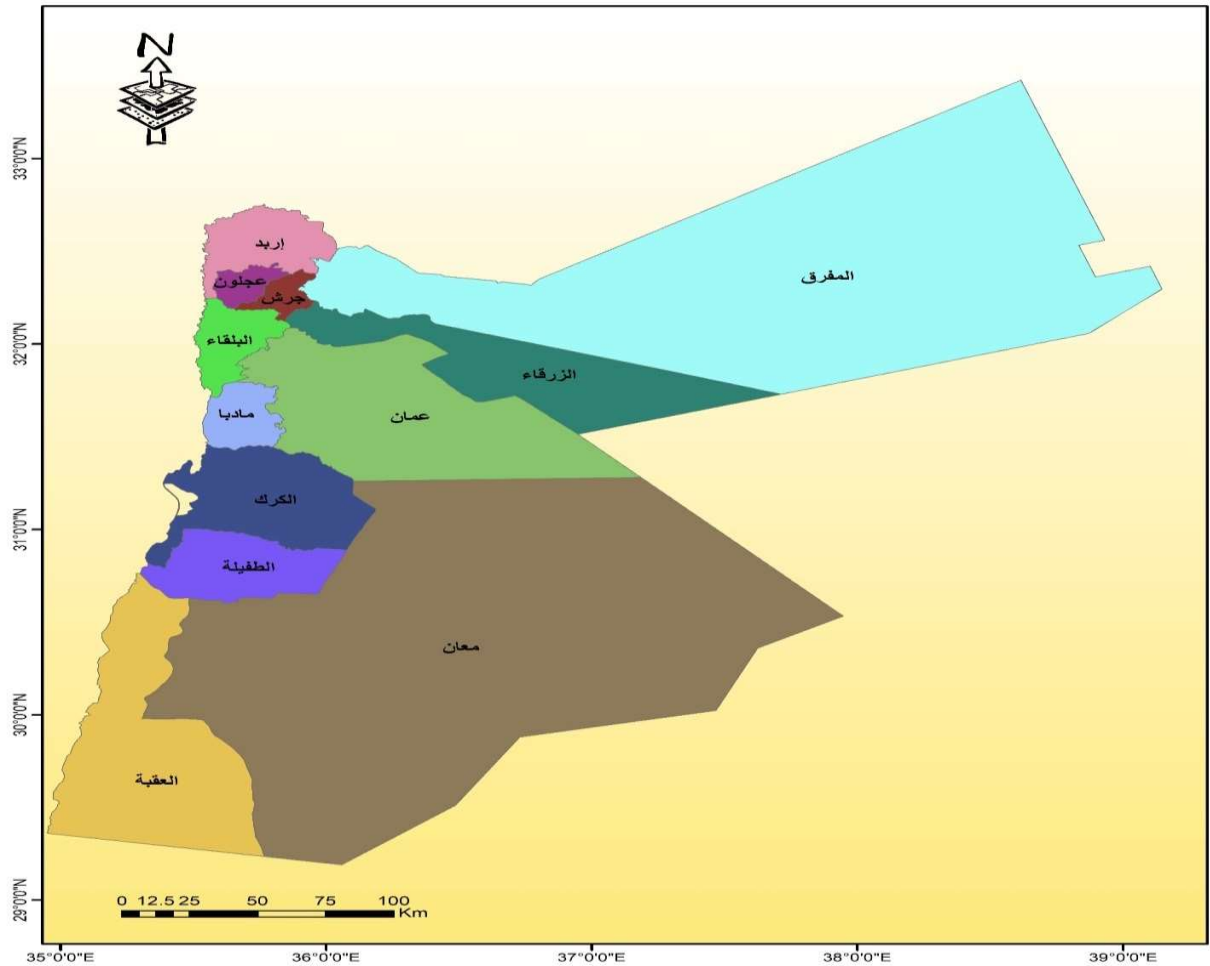 N
33°0'0"N
32°0'0"N
31°0'0"N
30°0'0"N
29°0'0"N
إربد
عجلون
جرش
المفرق
البلقاء
الزرقاء
عمان
مادبا
الكرك
الطفيلة
معان
العقبة
0 12.5 25 50 75 100
Km
35°0'0"E 36°0'0"E 37°0'0"E 38°0'0"E 39°0'0"E